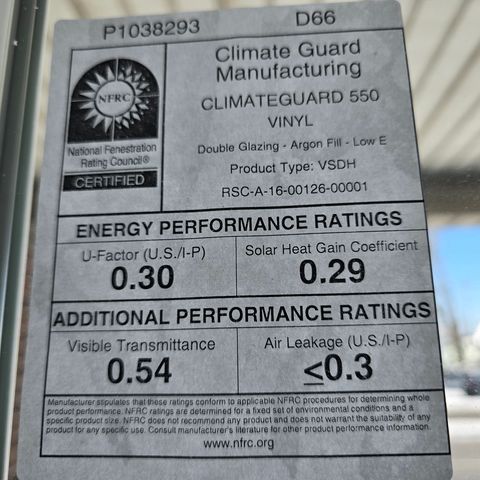 P1038293 D66
NFRC
National Fenestration
Rating Council®
CERTIFIED
Climate Guard
Manufacturing
CLIMATEGUARD 550
VINYL
Double Glazing - Argon Fill - Low E
Product Type: VSDH
RSC-A-16-00126-00001
ENERGY PERFORMANCE RATINGS
U-Factor (U.S./I-P)
0.30
Solar Heat Gain Coefficient
0.29
ADDITIONAL PERFORMANCE RATINGS
Visible Transmittance
0.54
Air Leakage (U.S./I-P)
≤0.3
Manufacturer stipulates that these ratings conform to applicable NFRC procedures for determining whole
product performance. NFRC ratings are determined for a fixed set of environmental conditions and a
specific product size. NFRC does not recommend any product and does not warrant the suitability of any
product for any specific use. Consult manufacturer's literature for other product performance information.
www.nfrc.org